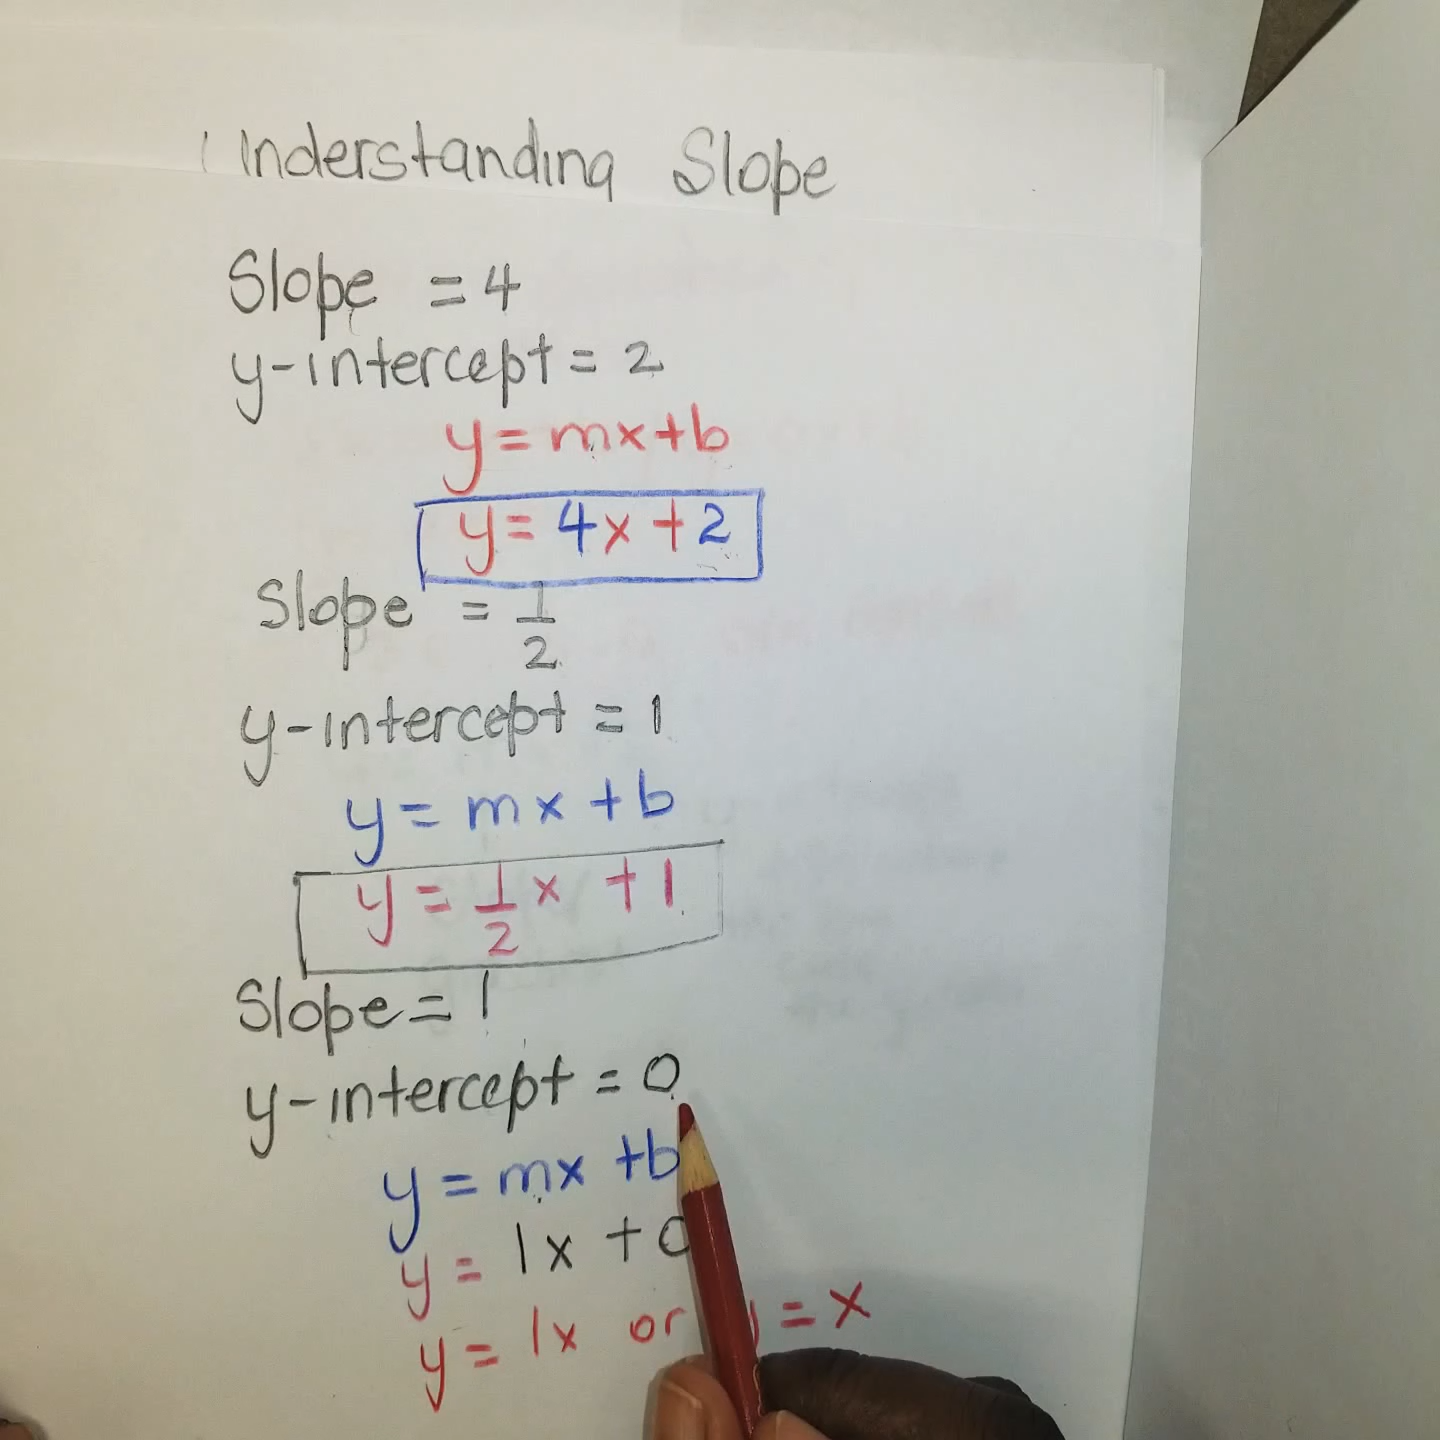 Understanding Slope
Slope = 4
y-intercept = 2
y = mx + b
y = 4x + 2
Slope = 1/2
y-intercept = 1
y = mx + b
y = 1/2 x + 1
Slope = 1
y-intercept = 0
y = mx + b
y = 1x + 0
y = 1x or y = x